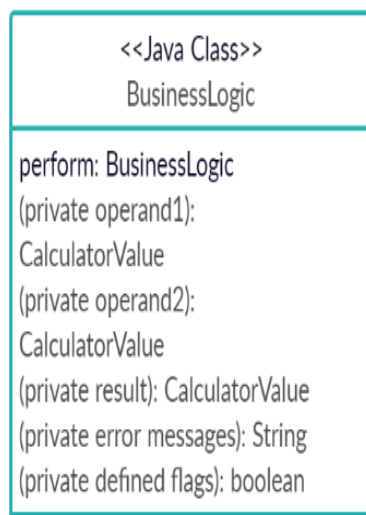 <<Java Class>>
BusinessLogic
perform: BusinessLogic
(private operand1):
CalculatorValue
(private operand2):
CalculatorValue
(private result): CalculatorValue
(private error messages): String
(private defined flags): boolean